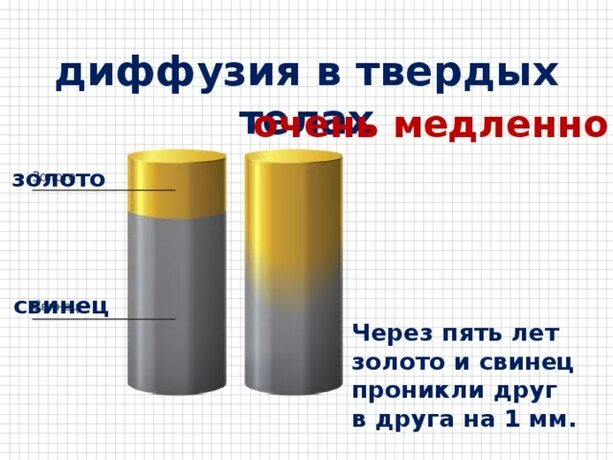 диффузия в твердых
телах
очень медленно
золото
свинец
Через пять лет
золото и свинец
проникли друг
в друга на 1 мм.